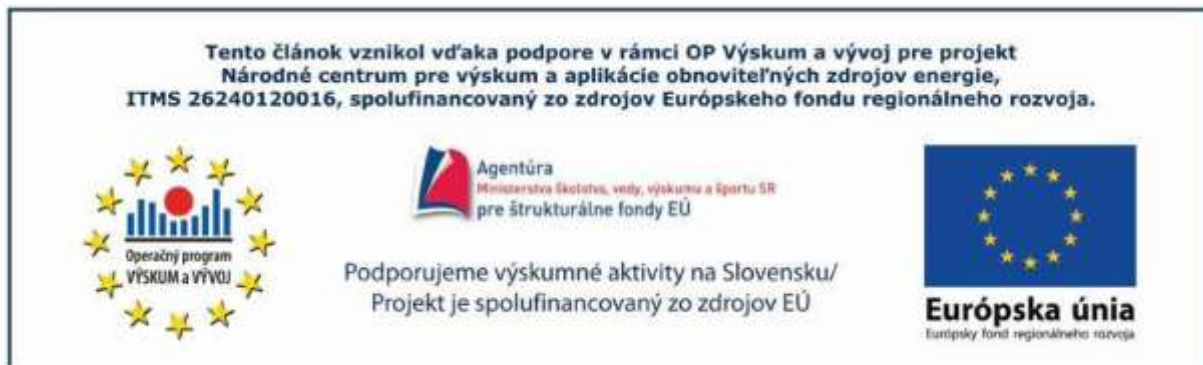 Tento článok vznikol vďaka podpore v rámci OP Výskum a vývoj pre projekt
Národné centrum pre výskum a aplikácie obnoviteľných zdrojov energie,
ITMS 26240120016, spolufinancovaný zo zdrojov Európskeho fondu regionálneho rozvoja.
Operačný program
VÝSKUM a VÝVOJ
Agentúra
Ministerstva školstva, vedy, výskumu a športu SR
pre štrukturálne fondy EÚ
Podporujeme výskumné aktivity na Slovensku/
Projekt je spolufinancovaný zo zdrojov EÚ
Európska únia
Európsky fond regionálneho rozvoja